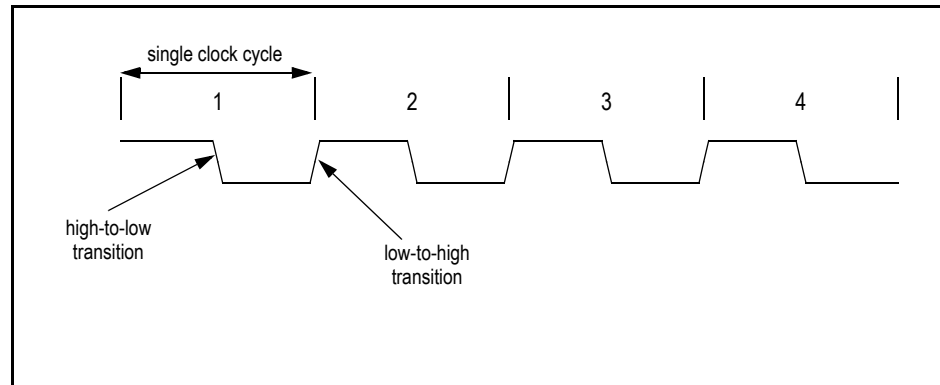 single clock cycle
1 2 3 4
high-to-low
transition
low-to-high
transition